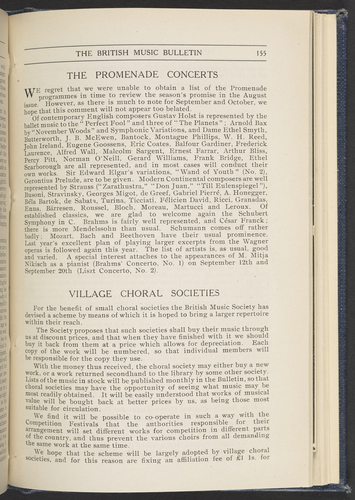 THE BRITISH MUSIC BULLETIN 155
THE PROMENADE CONCERTS
WE regret that we were unable to obtain a list of the Promenade
programmes in time to review the season's promise in the August
issue. However, as there is much to note for September and October, we
hope that this comment will not appear too belated.
Of contemporary English composers Gustav Holst is represented by the
ballet music to the "Perfect Fool" and three of "The Planets"; Arnold Bax
by "November Woods" and Symphonic Variations, and Dame Ethel Smyth,
Butterworth, J. B. McEwen, Bantock, Montague Phillips, W. H. Reed,
John Ireland, Eugene Goossens, Eric Coates, Balfour Gardiner, Frederick
Laurence, Alfred Wall, Malcolm Sargent, Ernest Farrar, Arthur Bliss,
Percy Pitt, Norman O'Neill, Gerard Williams, Frank Bridge, Ethel
Scarborough are all represented, and in most cases will conduct their
own works. Sir Edward Elgar's variations, "Wand of Youth" (No. 2),
Gerontius Prelude, are to be given. Modern Continental composers are well
represented by Strauss ("Zarathustra," "Don Juan," "Till Eulenspiegel"),
Busoni, Stravinsky, Georges Migot, de Greef, Gabriel Pierné, A. Honegger,
Béla Bartok, de Sabata, Turina, Ticciati, Félicien David, Ricci, Granados,
Enna, Birresen, Roussel, Bloch, Moreau, Martucci and Leroux. Of
established classics, we are glad to welcome again the Schubert
Symphony in C. Brahms is fairly well represented, and César Franck;
there is more Mendelssohn than usual. Schumann comes off rather
badly. Mozart, Bach and Beethoven have their usual prominence.
Last year's excellent plan of playing larger excerpts from the Wagner
operas is followed again this year. The list of artists is, as usual, good
and varied. A special interest attaches to the appearances of M. Mitja
Nikisch as a pianist (Brahms' Concerto, No. 1) on September 12th and
September 20th (Liszt Concerto, No. 2).
VILLAGE CHORAL SOCIETIES
For the benefit of small choral societies the British Music Society has
devised a scheme by means of which it is hoped to bring a larger repertoire
within their reach.
The Society proposes that such societies shall buy their music through
us at discount prices, and that when they have finished with it we should
buy it back from them at a price which allows for depreciation. Each
copy of the work will be numbered, so that individual members will
be responsible for the copy they use.
With the money thus received, the choral society may either buy a new
work, or a work returned secondhand to the library by some other society.
Lists of the music in stock will be published monthly in the Bulletin, so that
choral societies may have the opportunity of seeing what music may be
most readily obtained. It will be easily understood that works of musical
value will be bought back at better prices by us, as being those most
suitable for circulation.
We find it will be possible to co-operate in such a way with the
Competition Festivals that the authorities responsible for their
arrangement will set different works for competition in different parts
of the country, and thus prevent the various choirs from all demanding
the same work at the same time.
We hope that the scheme will be largely adopted by village choral
societies, and for this reason are fixing an affiliation fee of £1 1s. for